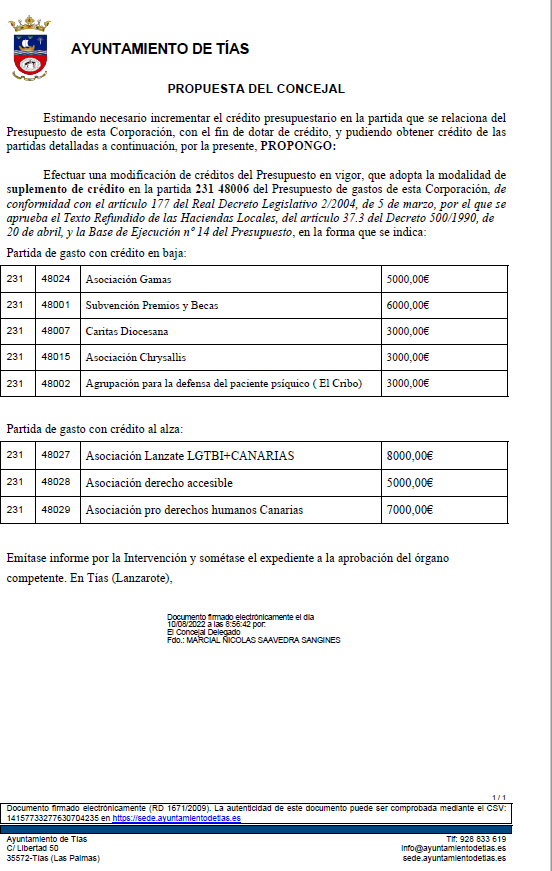 AYUNTAMIENTO DE TÍAS
PROPUESTA DEL CONCEJAL
Estimando necesario incrementar el crédito presupuestario en la partida que se relaciona del
Presupuesto de esta Corporación, con el fin de dotar de crédito, y pudiendo obtener crédito de las
partidas detalladas a continuación, por la presente, PROPONGO:
Efectuar una modificación de créditos del Presupuesto en vigor, que adopta la modalidad de
suplemento de crédito en la partida 231 48006 del Presupuesto de gastos de esta Corporación, de
conformidad con el artículo 177 del Real Decreto Legislativo 2/2004, de 5 de marzo, por el que se
aprueba el Texto Refundido de las Haciendas Locales, del artículo 37.3 del Decreto 500/1990, de
20 de abril, y la Base de Ejecución nº 14 del Presupuesto, en la forma que se indica:
Partida de gasto con crédito en baja:
231 48024 Asociación Gamas 5000,00€
231 48001 Subvención Premios y Becas 6000,00€
231 48007 Caritas Diocesana 3000,00€
231 48015 Asociación Chrysallis 3000,00€
231 48002 Agrupación para la defensa del paciente psíquico ( El Cribo) 3000,00€
Partida de gasto con crédito al alza:
231 48027 Asociación Lanzate LGTBI+CANARIAS 8000,00€
231 48028 Asociación derecho accesible 5000,00€
231 48029 Asociación pro derechos humanos Canarias 7000,00€
Emítase informe por la Intervención y sométase el expediente a la aprobación del órgano
competente. En Tías (Lanzarote),
Documento firmado electrónicamente el día
10/08/2022 a las 8:56:42 por:
El Concejal Delegado
Fdo.: MARCIAL NICOLAS SAAVEDRA SANGINES
1 / 1
Documento firmado electrónicamente (RD 1671/2009). La autenticidad de este documento puede ser comprobada mediante el CSV:
14157733277630704235 en https://sede.ayuntamientodetias.es
Ayuntamiento de Tías Tlf: 928 833 619
C/ Libertad 50 info@ayuntamientodetias.es
35572-Tías (Las Palmas) sede.ayuntamientodetias.es